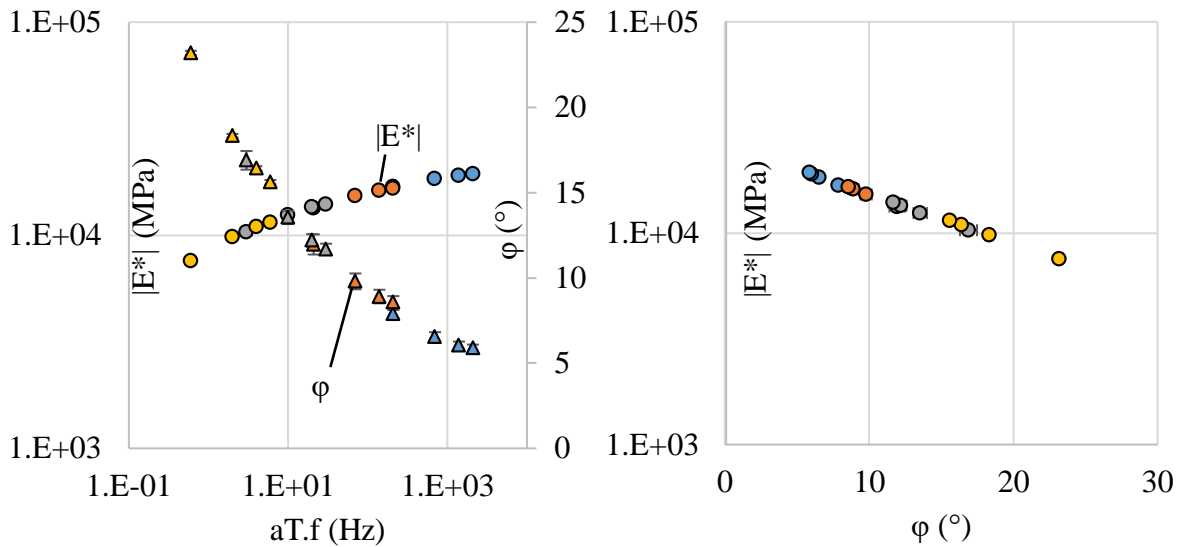 1.E+05
1.E+04
1.E+03
|E*| (MPa)
25
20
15
10
5
0
φ (°)
|E*|
φ
1.E-01
1.E+01
1.E+03
aT.f (Hz)
1.E+05
1.E+04
1.E+03
|E*| (MPa)
0
10
20
30
φ (°)